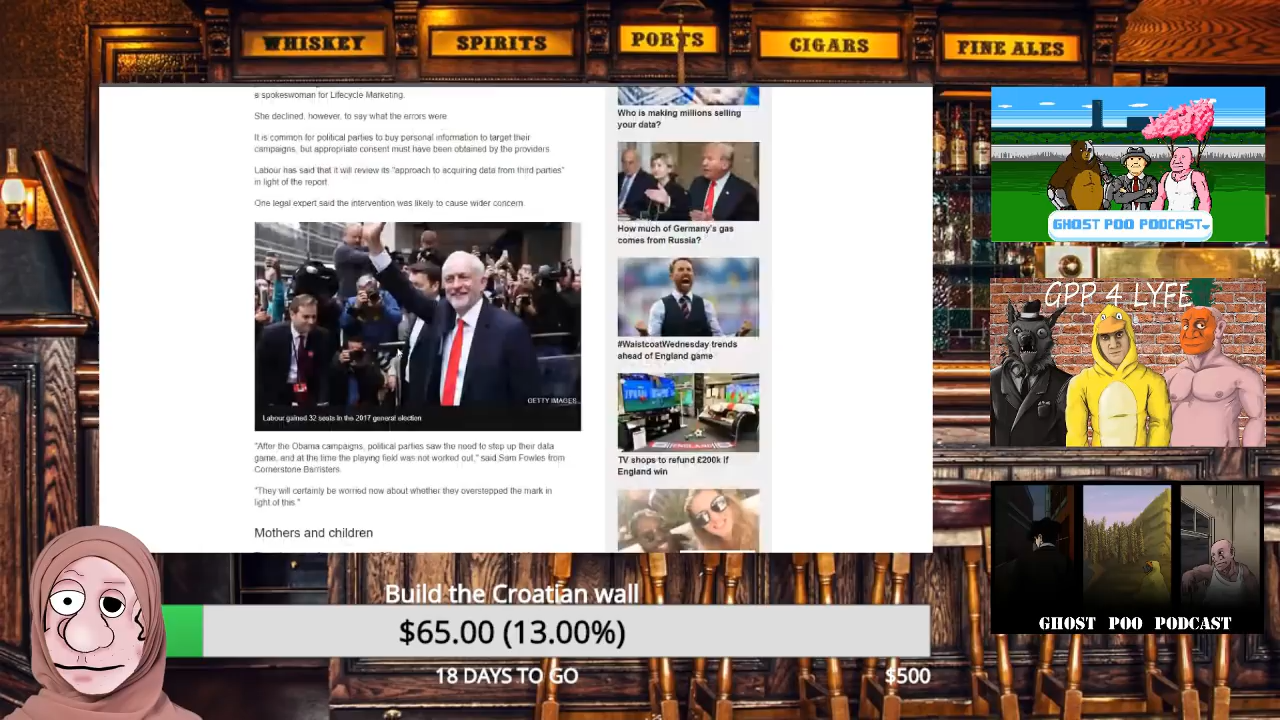 WHISKEY
SPIRITS
PORTS
CIGARS
FINE ALES
a spokeswoman for Lifecycle Marketing.
She declined, however, to say what the errors were.
It is common for political parties to buy personal information to target their
campaigns, but appropriate consent must have been obtained by the providers.
Labour has said that it will review its "approach to acquiring data from third parties"
in light of the report.
One legal expert said the intervention was likely to cause wider concern.
GETTY IMAGES
Labour gained 32 seats in the 2017 general election
"After the Obama campaigns, political parties saw the need to step up their data
game, and at the time the playing field was not worked out," said Sam Fowles from
Cornerstone Barristers.
"They will certainly be worried now about whether they overstepped the mark in
light of this."
Mothers and children
Who is making millions selling
your data?
How much of Germany's gas
comes from Russia?
#WaistcoatWednesday trends
ahead of England game
TV shops to refund £200k if
England win
GHOST POO PODCAST
GPP 4 LYFE
GHOST POO PODCAST
Build the Croatian wall
$65.00 (13.00%)
18 DAYS TO GO
$500